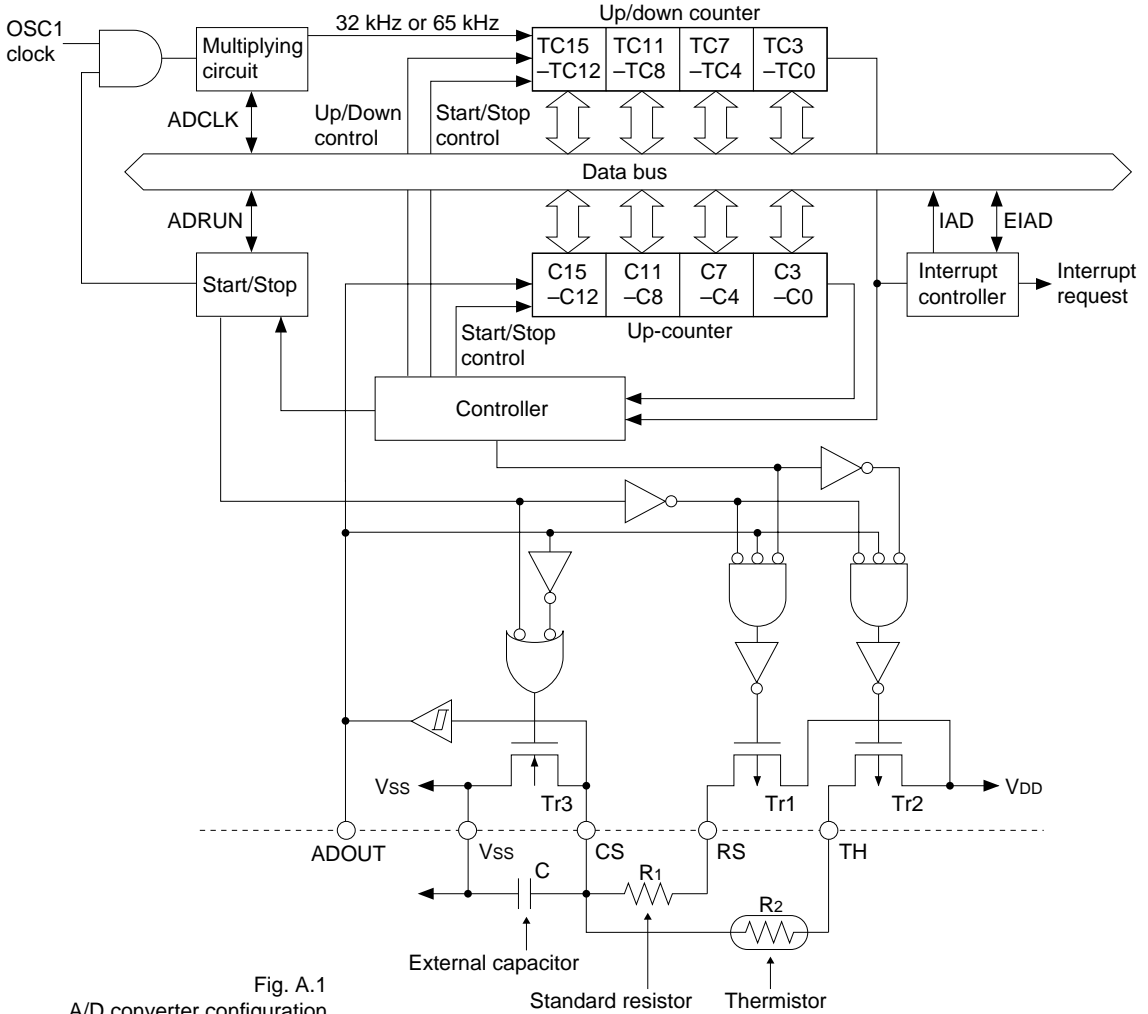 OSC1
clock
Multiplying
circuit
32 kHz or 65 kHz
Up/down counter
TC15
–TC12
TC11
–TC8
TC7
–TC4
TC3
–TC0
ADCLK
Up/Down
control
Start/Stop
control
Data bus
ADRUN
IAD
EIAD
Start/Stop
C15
–C12
C11
–C8
C7
–C4
C3
–C0
Up-counter
Interrupt
controller
Interrupt
request
Start/Stop
control
Controller
VSS
Tr3
Tr1
Tr2
VDD
ADOUT
VSS
CS
RS
TH
C
R1
R2
External capacitor
Standard resistor
Thermistor
Fig. A.1
A/D converter configuration